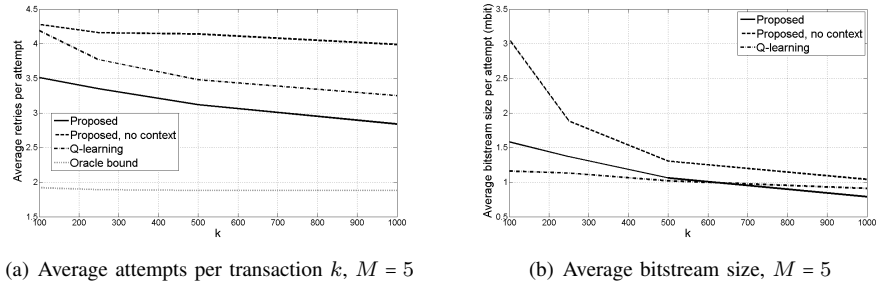 4.5
4
3.5
3
2.5
2
1.5
100 200 300 400 500 600 700 800 900 1000
k
Average retries per attempt
Proposed
Proposed, no context
Q-learning
Oracle bound
(a) Average attempts per transaction k, M = 5
3.5
3
2.5
2
1.5
1
0.5
100 200 300 400 500 600 700 800 900 1000
k
Average bitstream size per attempt (mbit)
Proposed
Proposed, no context
Q-learning
(b) Average bitstream size, M = 5